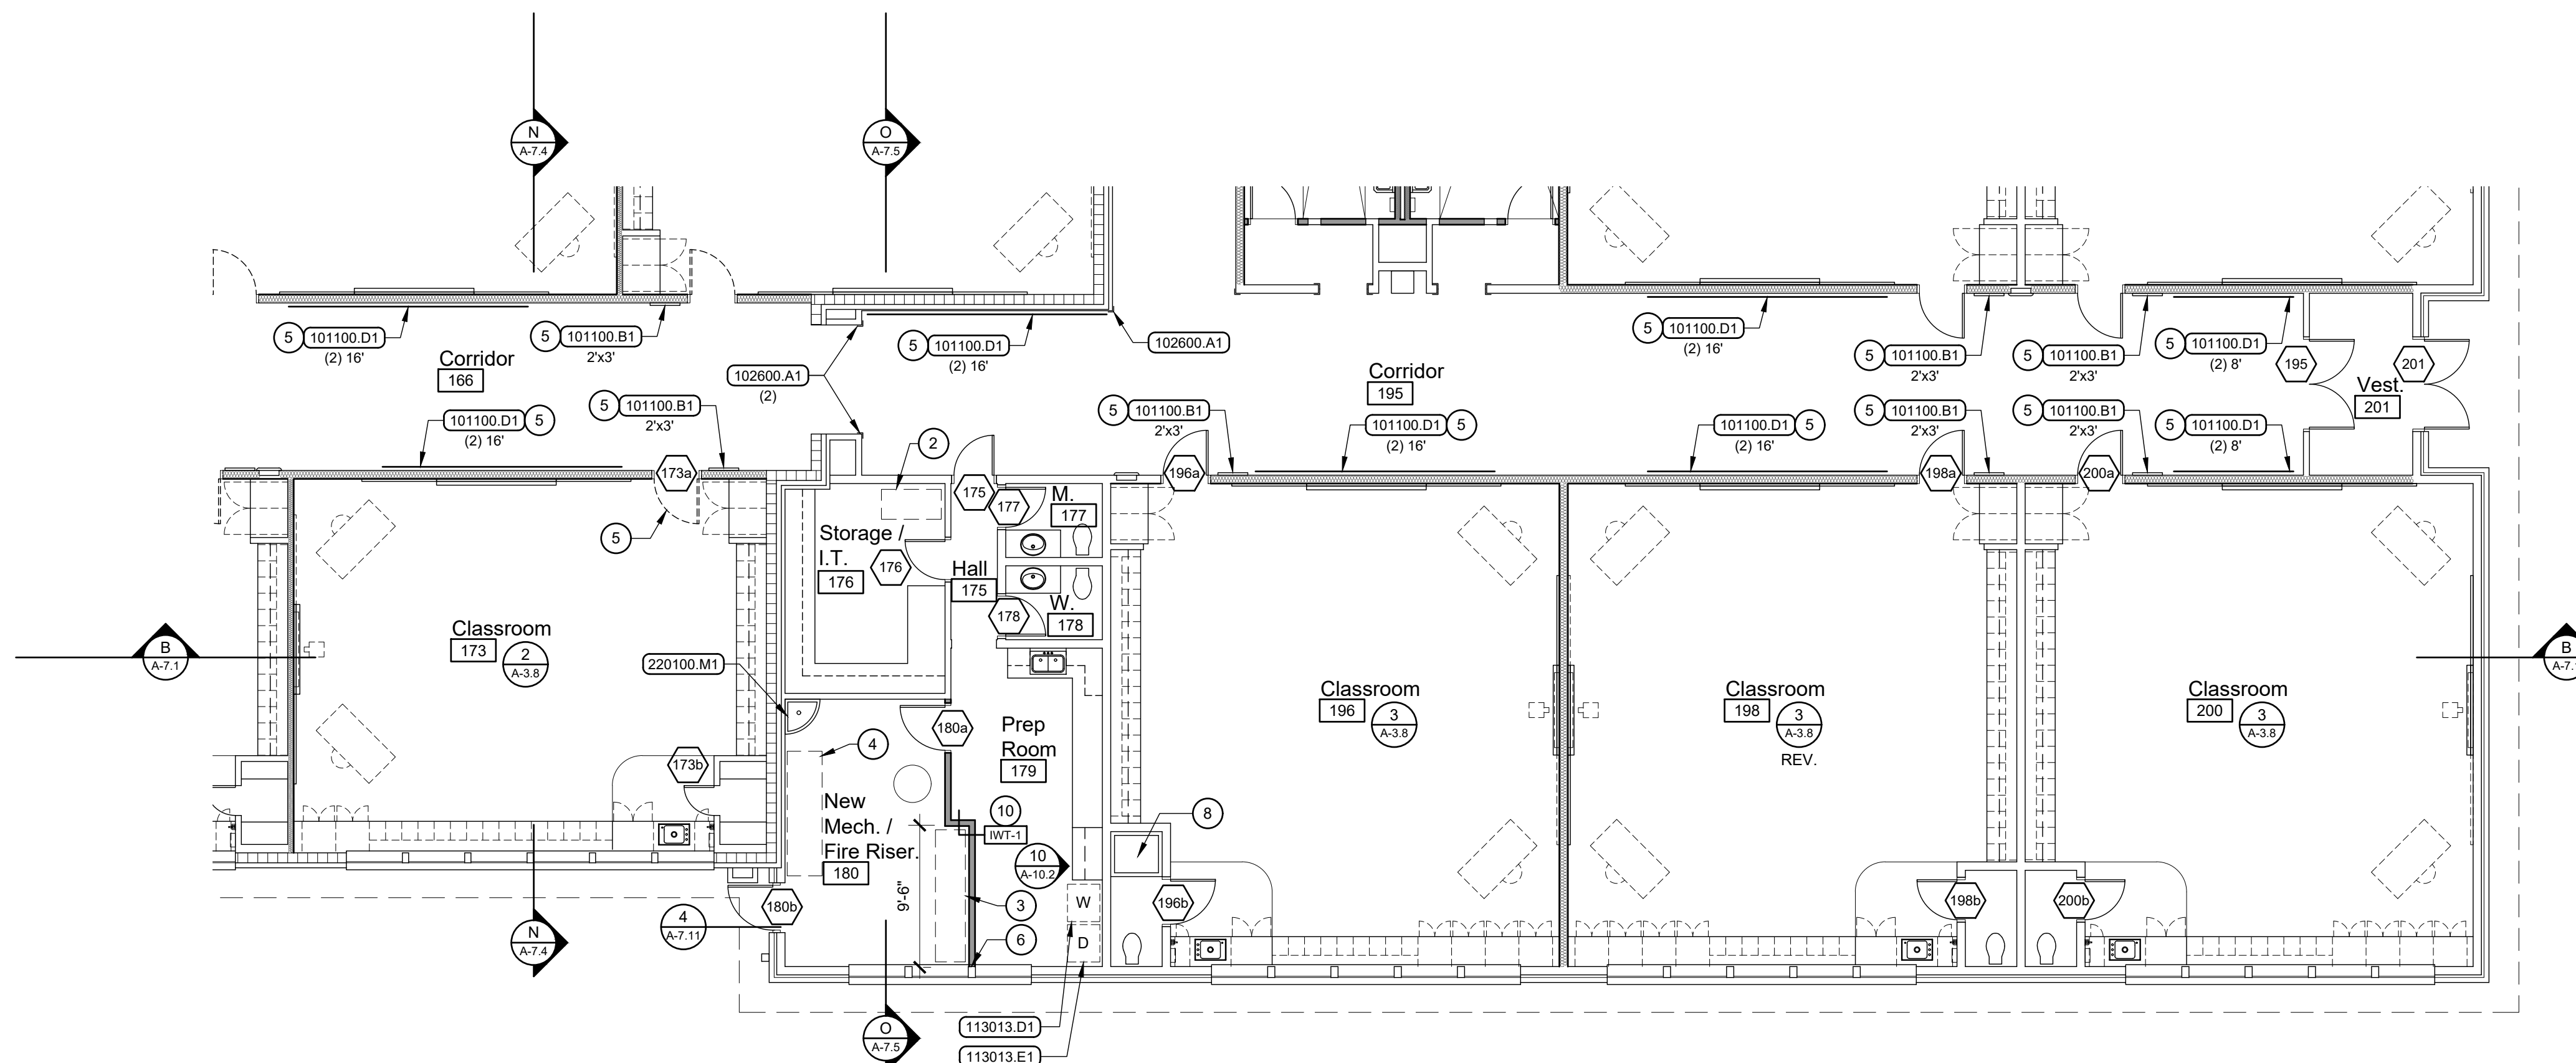 N
A-7.4
O
A-7.5
5 101100.D1
(2) 16'
5 101100.B1
2'x3'
Corridor
166
5 101100.D1
(2) 16'
102600.A1
102600.A1
(2)
101100.D1 5
(2) 16'
5 101100.B1
2'x3'
Corridor
195
5 101100.D1
(2) 16'
5 101100.B1
2'x3'
5 101100.B1
2'x3'
5 101100.D1
(2) 8'
195
201
Vest.
201
5 101100.B1
2'x3'
101100.D1 5
(2) 16'
101100.D1 5
(2) 16'
5 101100.B1
2'x3'
5 101100.B1
2'x3'
5 101100.D1
(2) 8'
2
173a
196a
198a
200a
5
175
177
M.
177
Storage /
I.T.
176
176
Hall
175
W.
178
178
B
A-7.1
Classroom
173
2
A-3.8
220100.M1
173b
4
180a
Prep
Room
179
New
Mech. /
Fire Riser.
180
10
IWT-1
10
A-10.2
9'-6"
180b
4
A-7.11
3
6
W
D
8
Classroom
196
3
A-3.8
Classroom
198
3
A-3.8
REV.
Classroom
200
3
A-3.8
B
196b
198b
200b
N
A-7.4
O
A-7.5
113013.D1
113013.E1